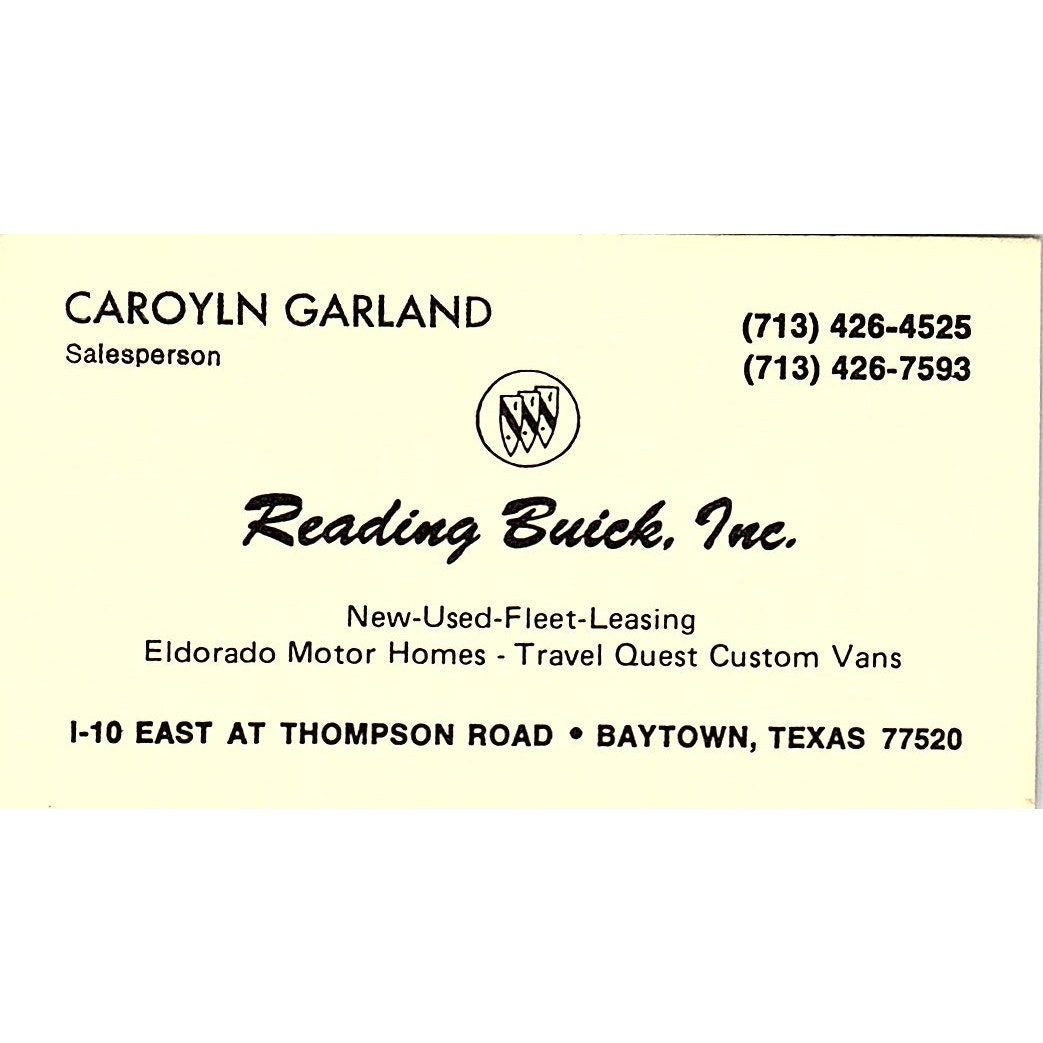 CAROYLN GARLAND
Salesperson
(713) 426-4525
(713) 426-7593
Reading Buick, Inc.
New-Used-Fleet-Leasing
Eldorado Motor Homes - Travel Quest Custom Vans
I-10 EAST AT THOMPSON ROAD • BAYTOWN, TEXAS 77520